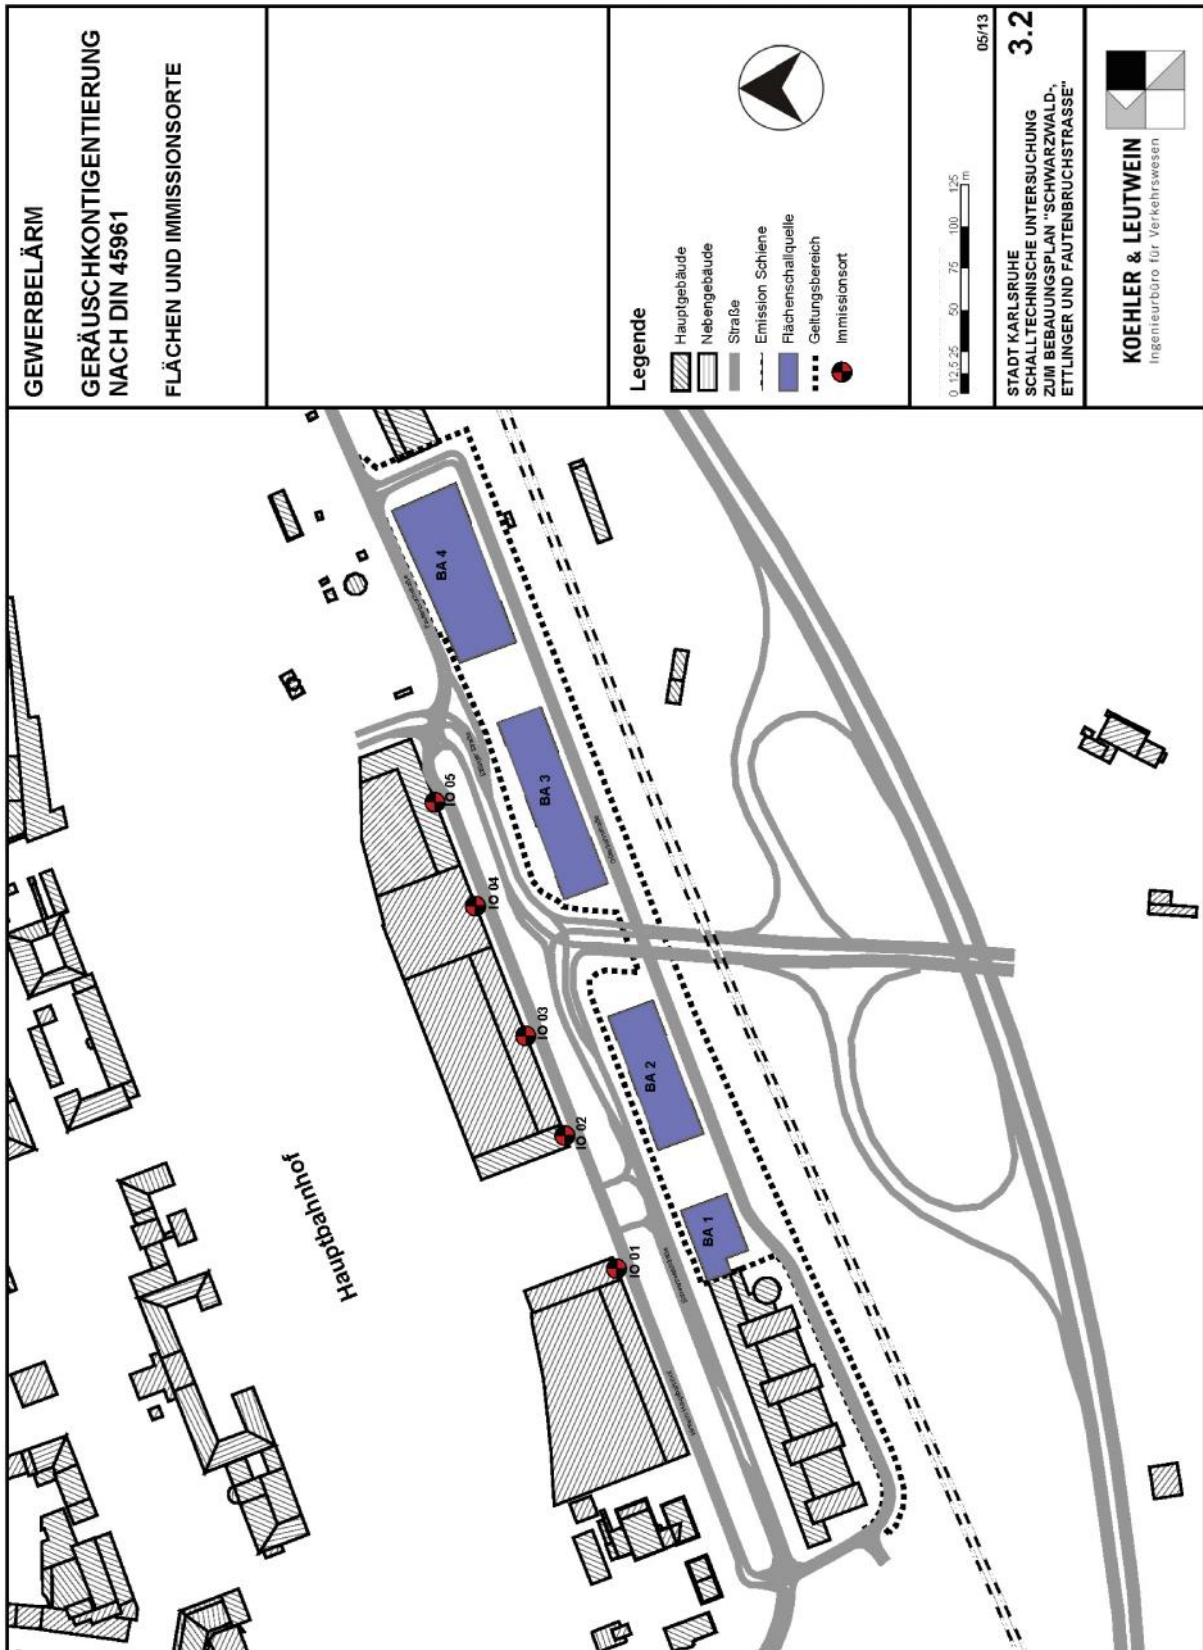 GEWERBELÄRM
GERÄUSCHKONTIGENTIERUNG
NACH DIN 45961
FLÄCHEN UND IMMISSIONSORTE
Legende
Hauptgebäude
Nebengebäude
Straße
Emission Schiene
Flächenschallquelle
Geltungsbereich
Immissionsort
0 12,5 25 50 75 100 125
m
05/13
STADT KARLSRUHE
SCHALLTECHNISCHE UNTERSUCHUNG
ZUM BEBAUUNGSPLAN "SCHWARZWALD-,
ETTLINGER UND FAUTENBRUCHSTRASSE"
3.2
KOEHLER & LEUTWEIN
Ingenieurbüro für Verkehrswesen
Hauptbahnhof
IO 01
IO 02
IO 03
IO 04
IO 05
BA 1
BA 2
BA 3
BA 4